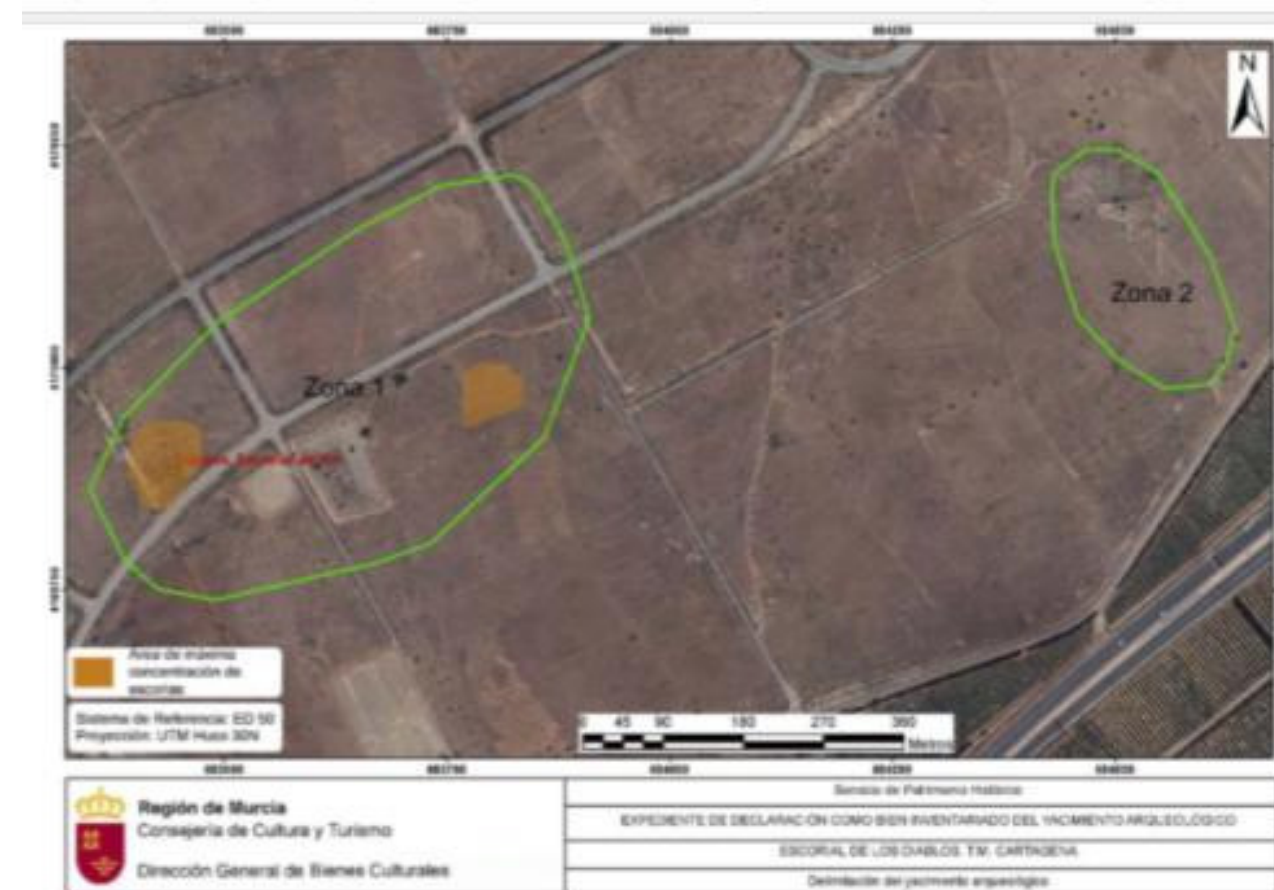 N
Zona 2
Zona 1
Área de máxima
concentración de
escorias
Sistema de Referencia: ED 50
Proyección: UTM Huso 30N
0 45 90 180 270 360
Metros
Región de Murcia
Consejería de Cultura y Turismo
Dirección General de Bienes Culturales
Servicio de Patrimonio Histórico
EXPEDIENTE DE DECLARACIÓN COMO BIEN INVENTARIADO DEL YACIMIENTO ARQUEOLÓGICO
ESCORIAL DE LOS DIABLOS. T.M. CARTAGENA
Delimitación del yacimiento arqueológico